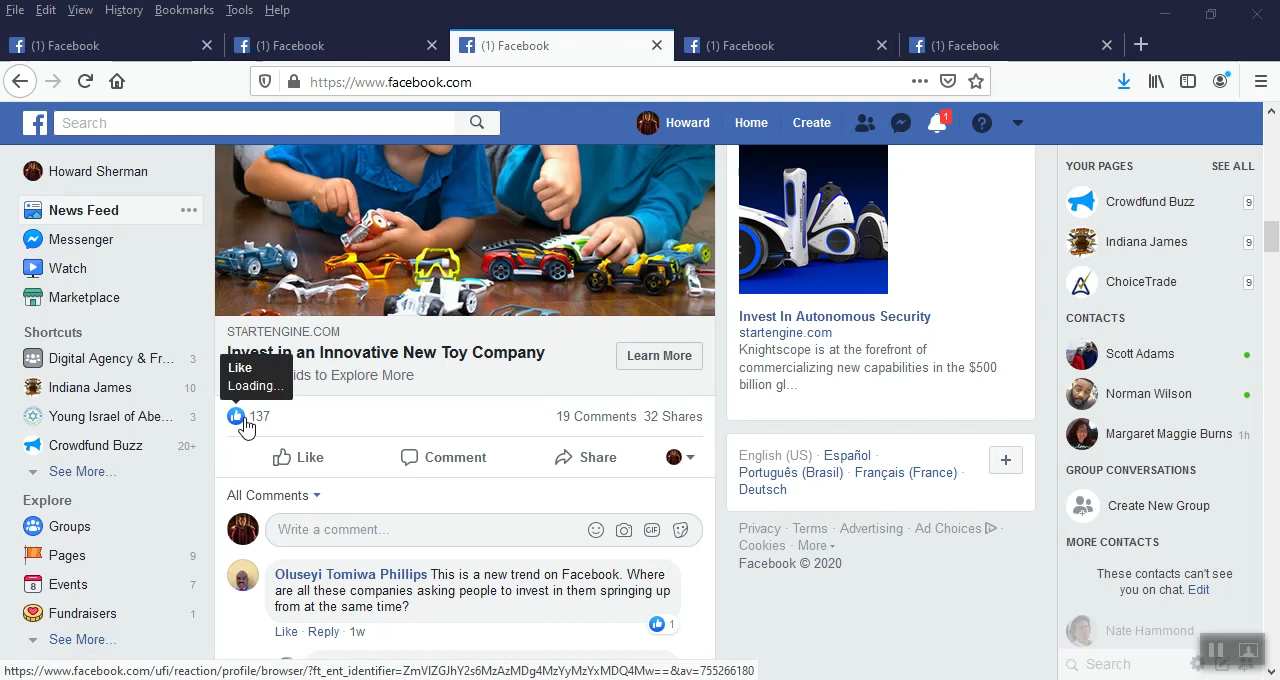 File Edit View History Bookmarks Tools Help
(1) Facebook (1) Facebook (1) Facebook (1) Facebook (1) Facebook
https://www.facebook.com
Search
Howard Home Create
1
Howard Sherman
News Feed
Messenger
Watch
Marketplace
Shortcuts
Digital Agency & Fr... 3
Indiana James 10
Young Israel of Abe... 3
Crowdfund Buzz 20+
See More...
Explore
Groups
Pages 9
Events 7
Fundraisers 1
See More...
STARTENGINE.COM
Invest in an Innovative New Toy Company
ids to Explore More
Learn More
Like
Loading...
137
19 Comments 32 Shares
Like Comment Share
All Comments
Write a comment...
GIF
Oluseyi Tomiwa Phillips This is a new trend on Facebook. Where
are all these companies asking people to invest in them springing up
from at the same time?
1
Like · Reply · 1w
Invest In Autonomous Security
startengine.com
Knightscope is at the forefront of
commercializing new capabilities in the $500
billion gl...
English (US) · Español ·
Português (Brasil) · Français (France) ·
Deutsch
Privacy · Terms · Advertising · Ad Choices ·
Cookies · More
Facebook © 2020
YOUR PAGES SEE ALL
Crowdfund Buzz 9
Indiana James 9
ChoiceTrade 9
CONTACTS
Scott Adams
Norman Wilson
Margaret Maggie Burns 1h
GROUP CONVERSATIONS
Create New Group
MORE CONTACTS
These contacts can't see
you on chat. Edit
Nate Hammond
Search
https://www.facebook.com/ufi/reaction/profile/browser/?ft_ent_identifier=ZmVlZGJhY2s6MzAzMDg4MzYyMzYxMDQ4Mw==&av=755266180